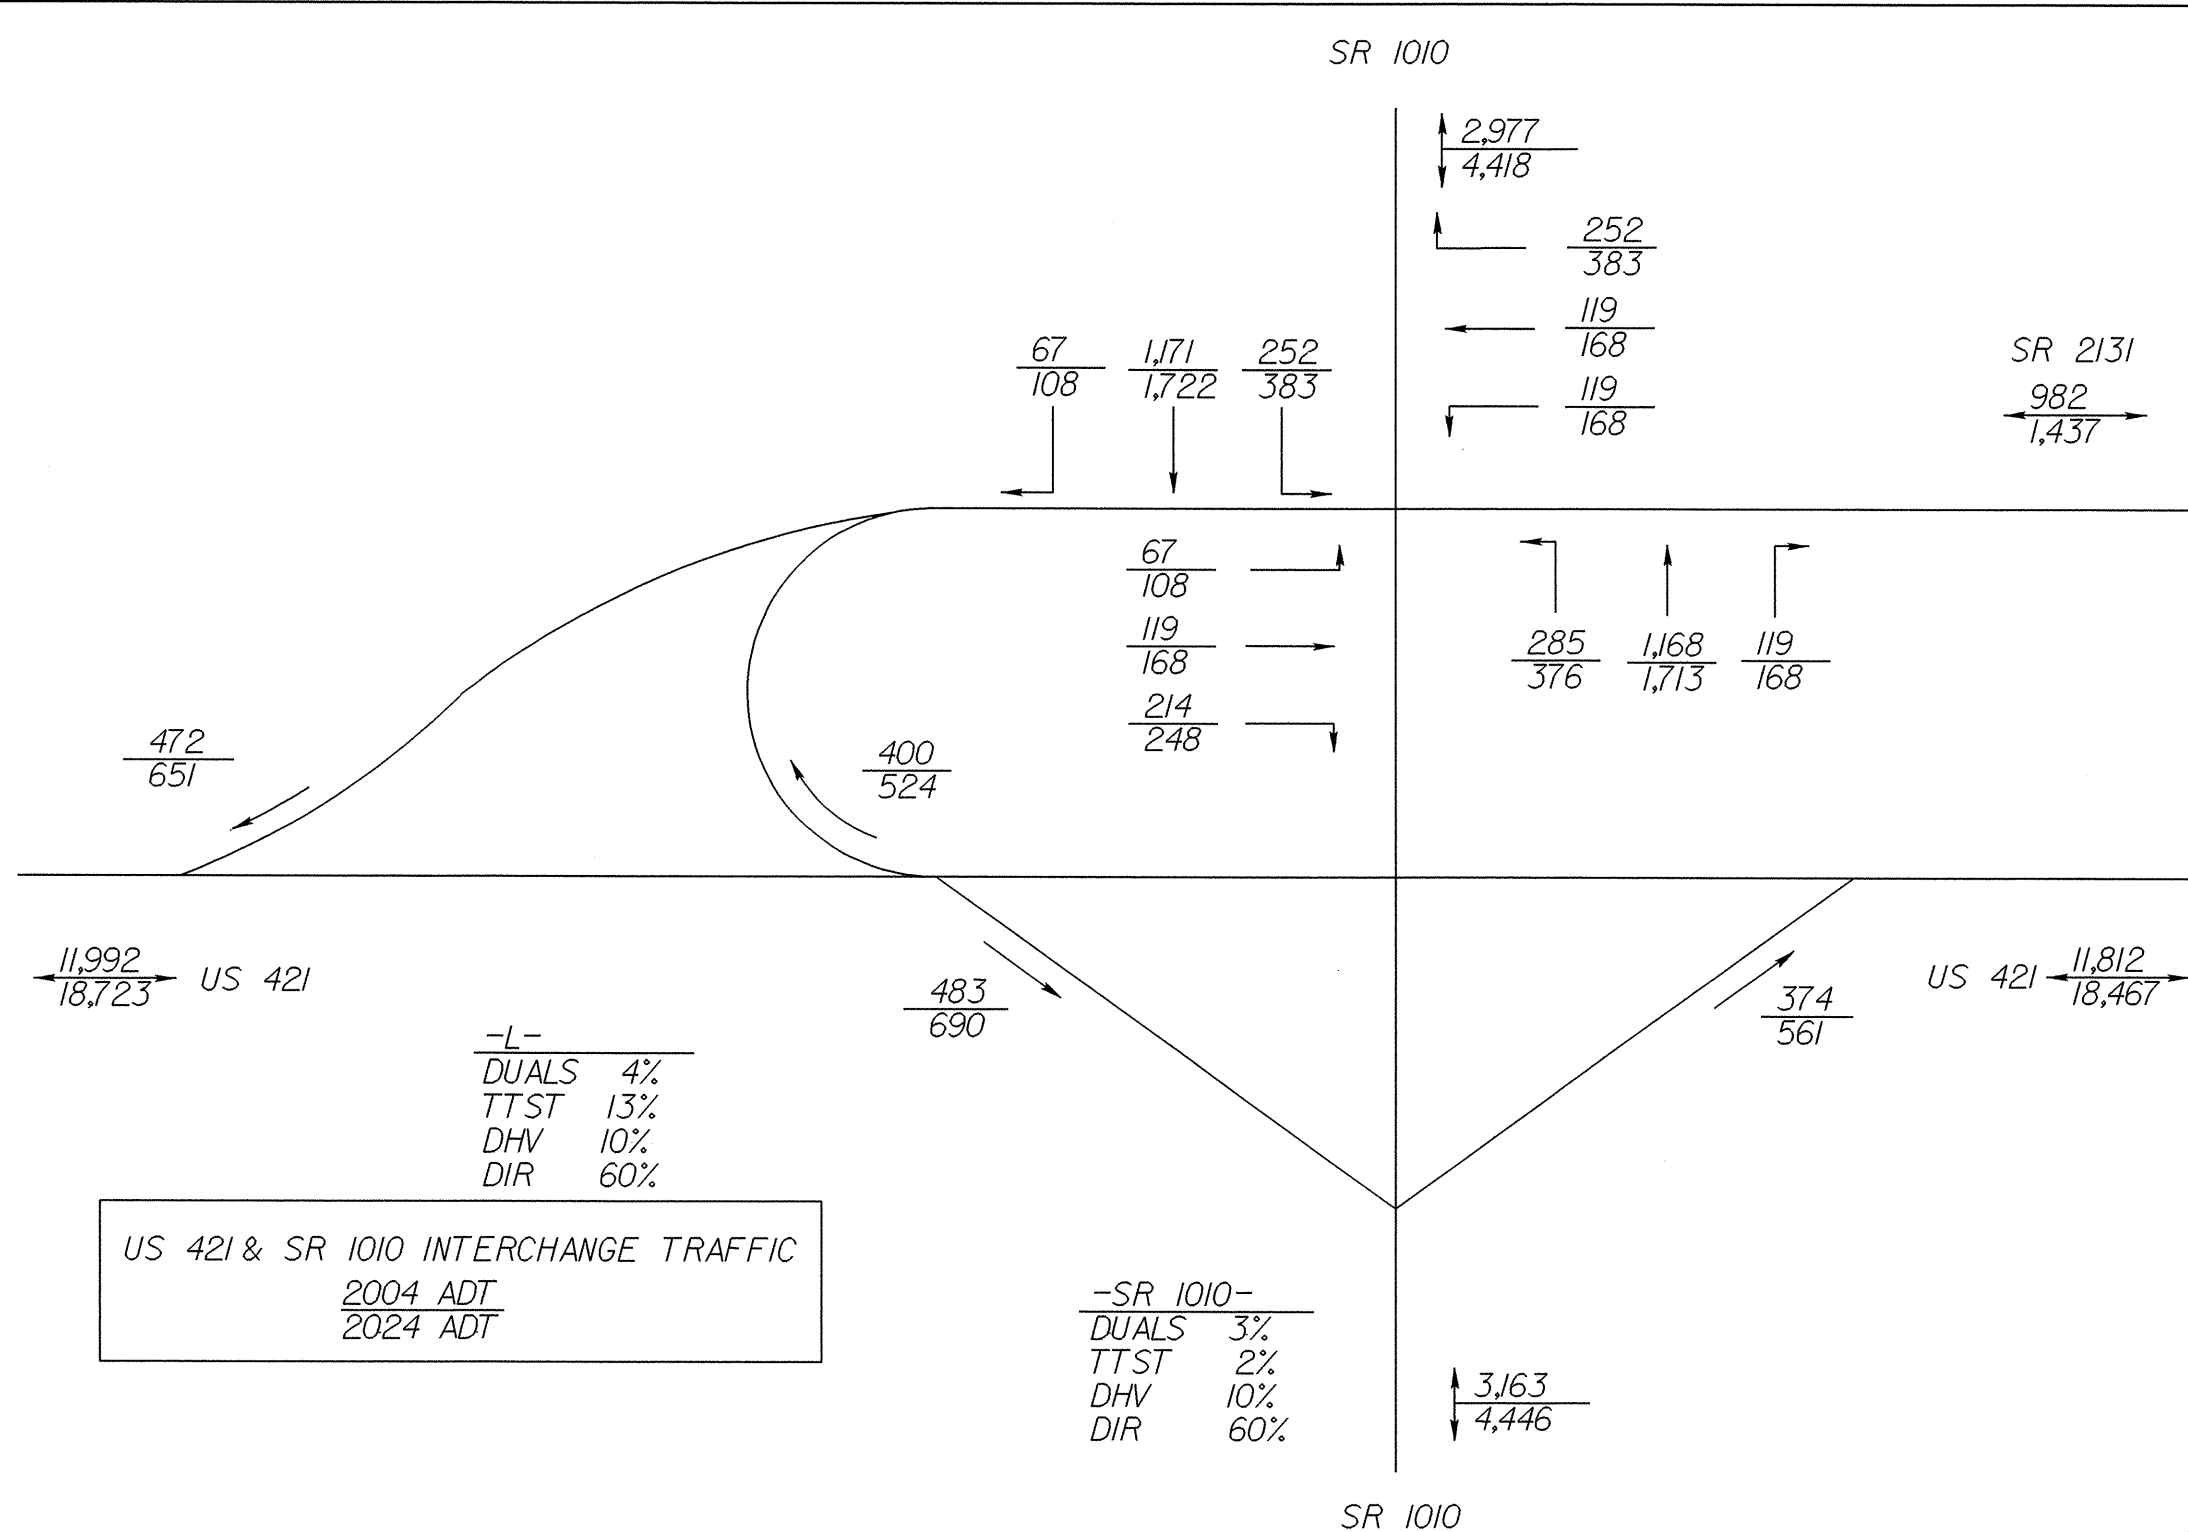 SR 1010
2,977
4,418
252
383
119
168
67 1,171 252
108 1,722 383
119
168
SR 2131
982
1,437
67
108
119
168
214
248
285 1,168 119
376 1,713 168
472
651
400
524
11,992
18,723
US 421
483
690
US 421
11,812
18,467
374
561
-L-
DUALS 4%
TTST 13%
DHV 10%
DIR 60%
US 421 & SR 1010 INTERCHANGE TRAFFIC
2004 ADT
2024 ADT
-SR 1010-
DUALS 3%
TTST 2%
DHV 10%
DIR 60%
3,163
4,446
SR 1010